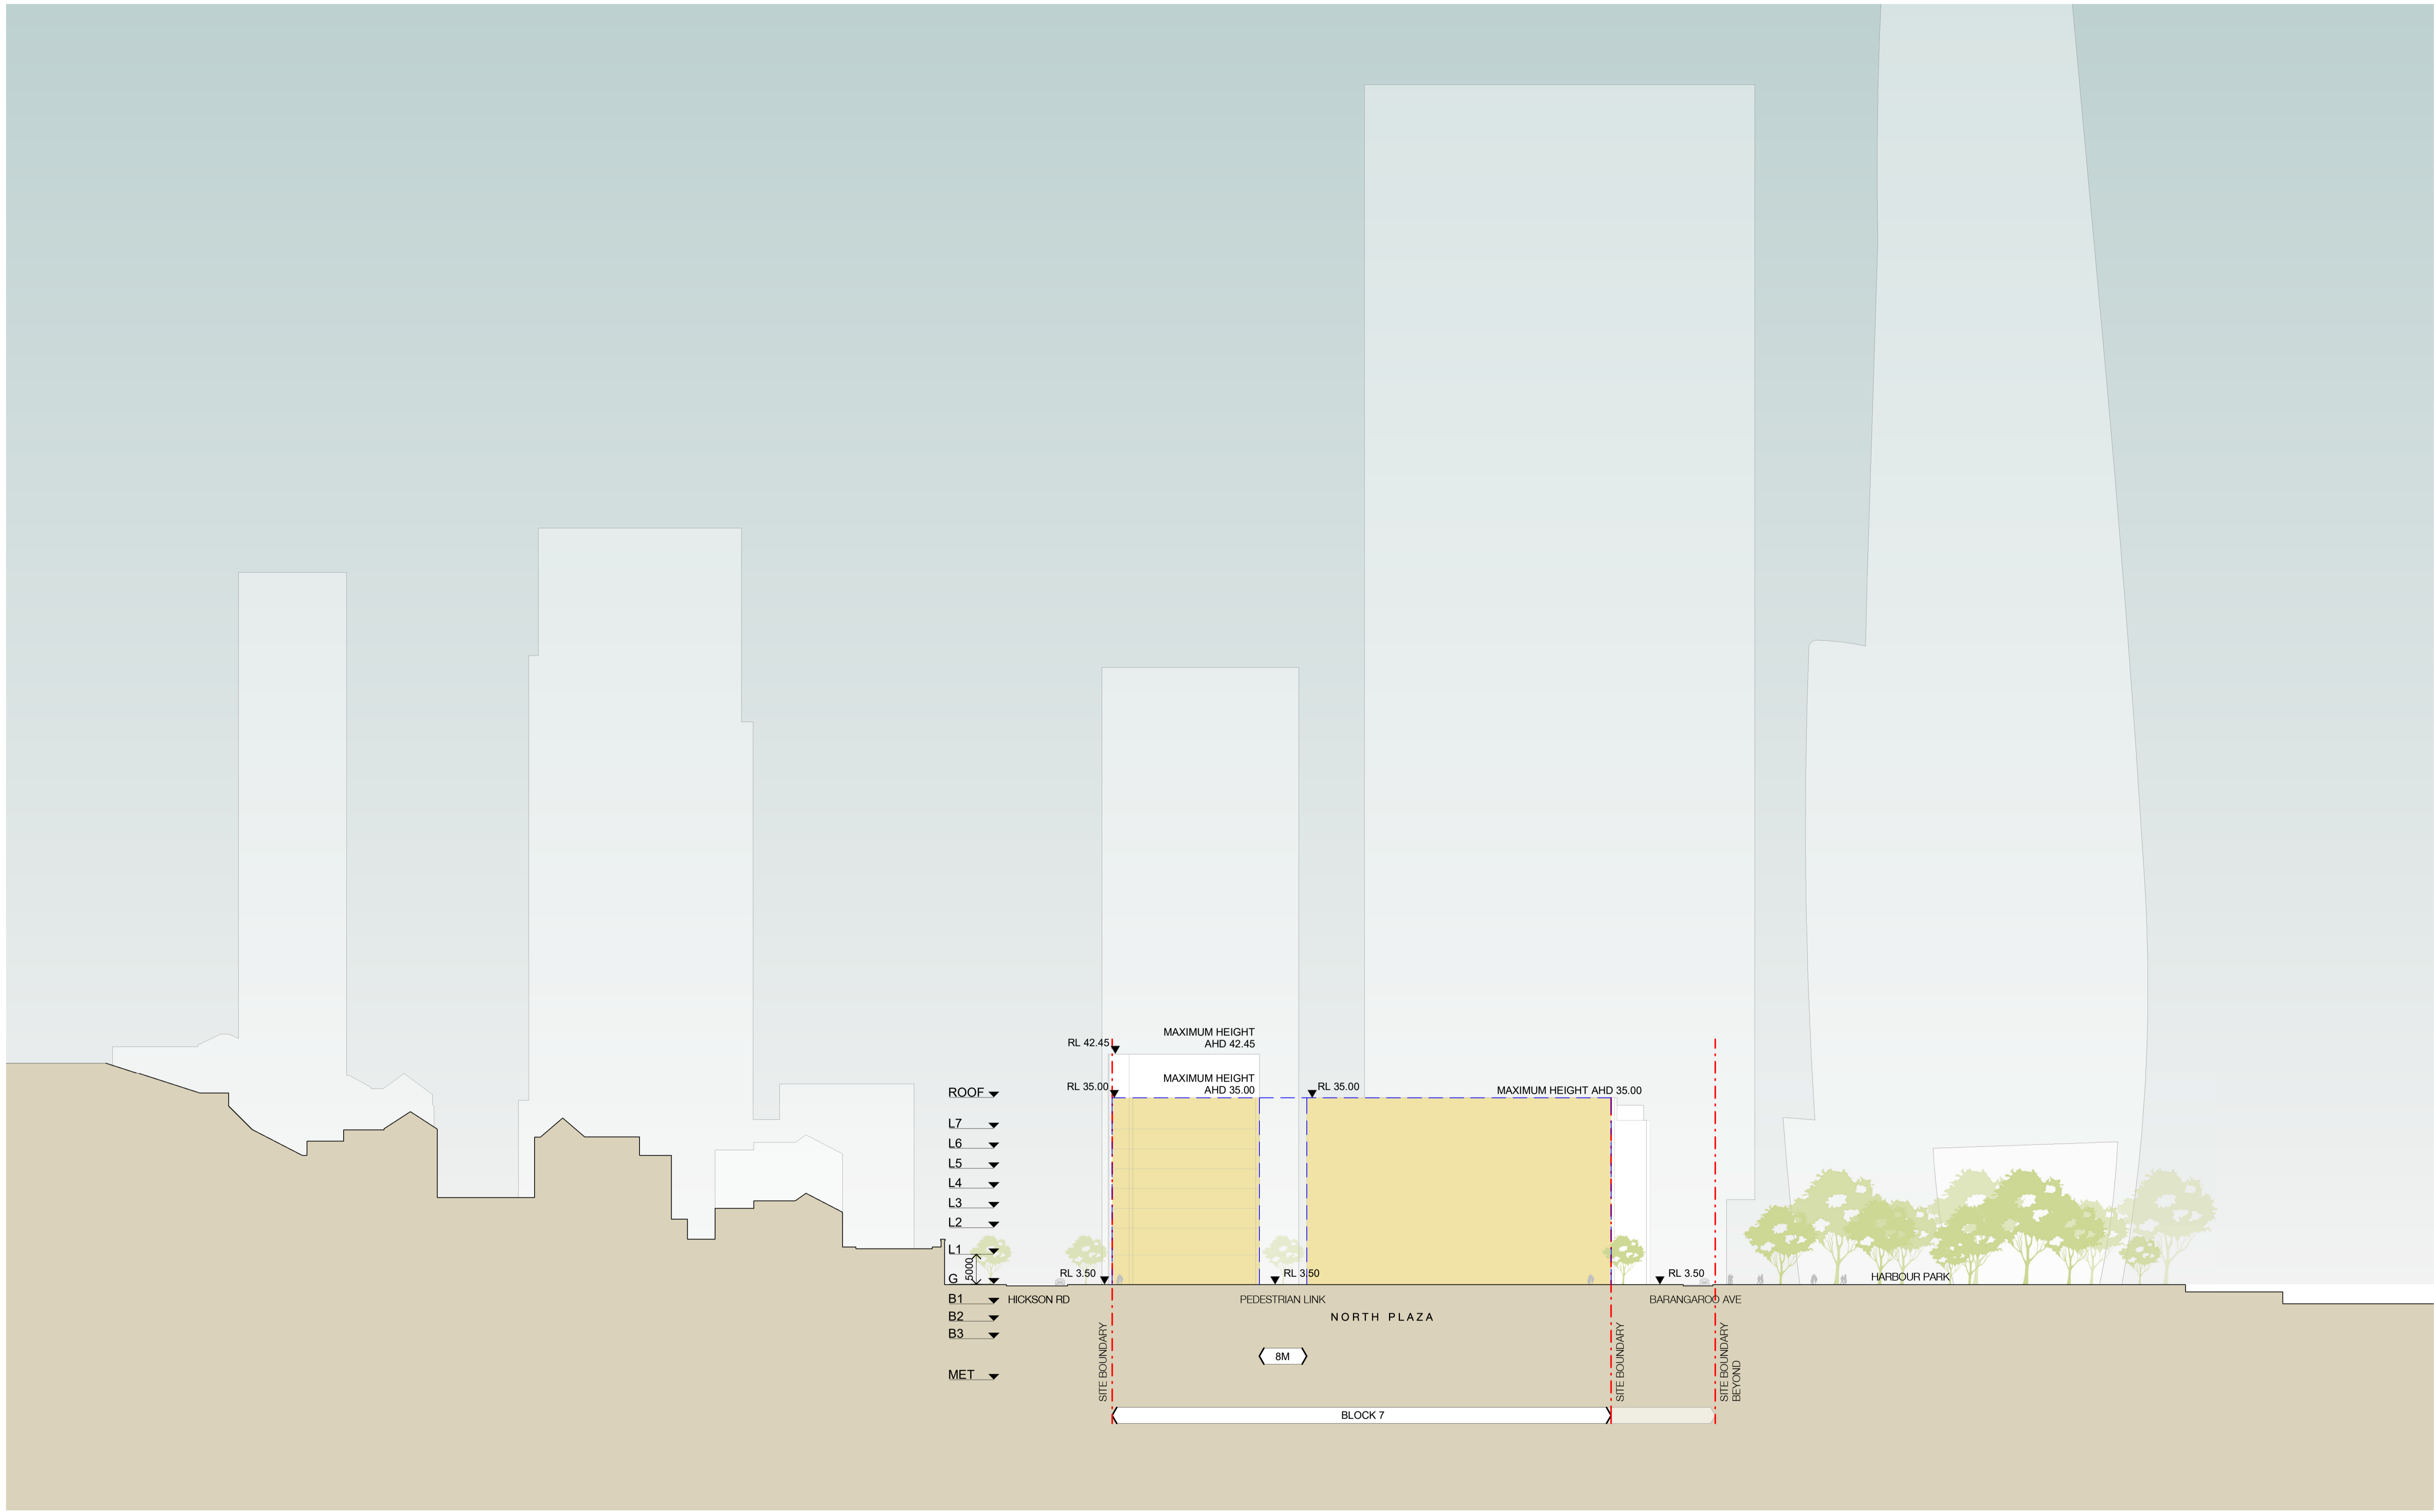 MAXIMUM HEIGHT
AHD 42.45
RL 42.45
MAXIMUM HEIGHT
AHD 35.00
RL 35.00
RL 35.00
MAXIMUM HEIGHT AHD 35.00
ROOF
L7
L6
L5
L4
L3
L2
L1
5000
G
RL 3.50
RL 3.50
RL 3.50
HARBOUR PARK
B1
HICKSON RD
PEDESTRIAN LINK
BARANGAROO AVE
B2
NORTH PLAZA
B3
8M
MET
SITE BOUNDARY
SITE BOUNDARY
SITE BOUNDARY
BEYOND
BLOCK 7